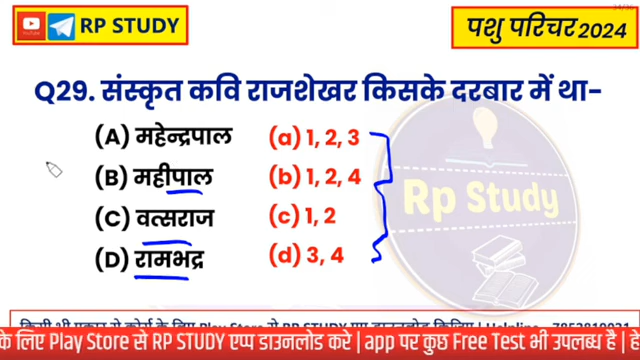 RP STUDY
पशु परिचर 2024
Q29. संस्कृत कवि राजशेखर किसके दरबार में था-
(A) महेन्द्रपाल (a) 1, 2, 3
(B) महीपाल (b) 1, 2, 4
(C) वत्सराज (c) 1, 2
(D) रामभद्र (d) 3, 4
Rp Study
के लिए Play Store से RP STUDY एप्प डाउनलोड करे | app पर कुछ Free Test भी उपलब्ध है |